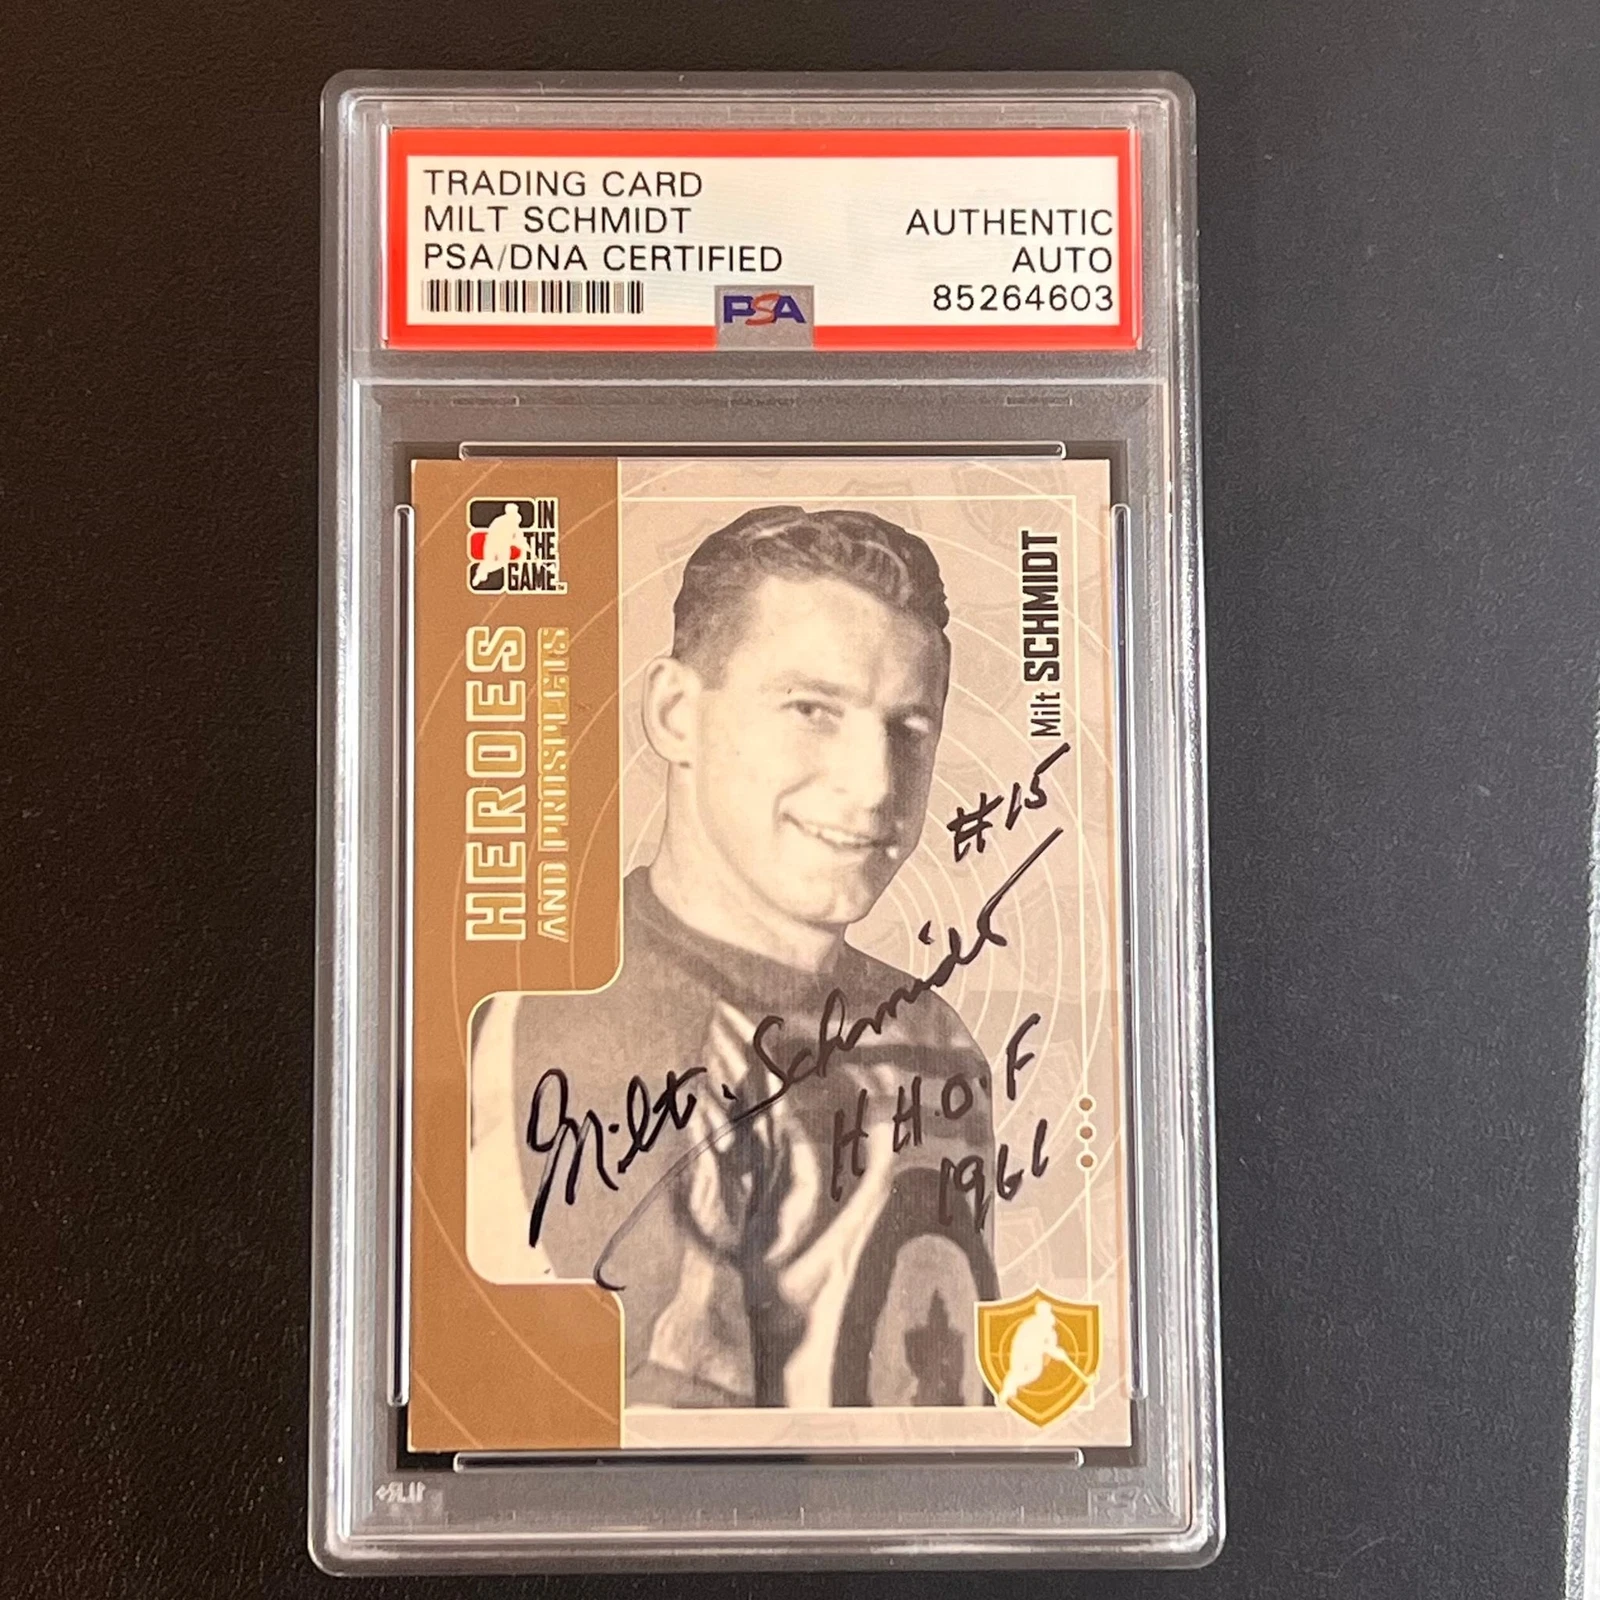 TRADING CARD
MILT SCHMIDT
PSA/DNA CERTIFIED
AUTHENTIC
AUTO
85264603
PSA
IN
THE
GAME™
HEROES
AND PROSPECTS
Milt SCHMIDT
#15
Milt Schmidt
H H.O.F
1961